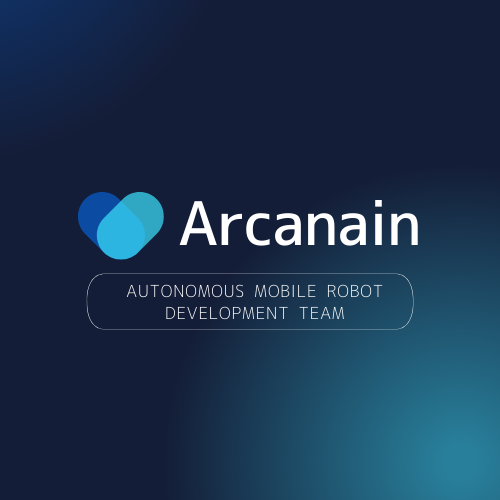 Arcanain
AUTONOMOUS MOBILE ROBOT
DEVELOPMENT TEAM